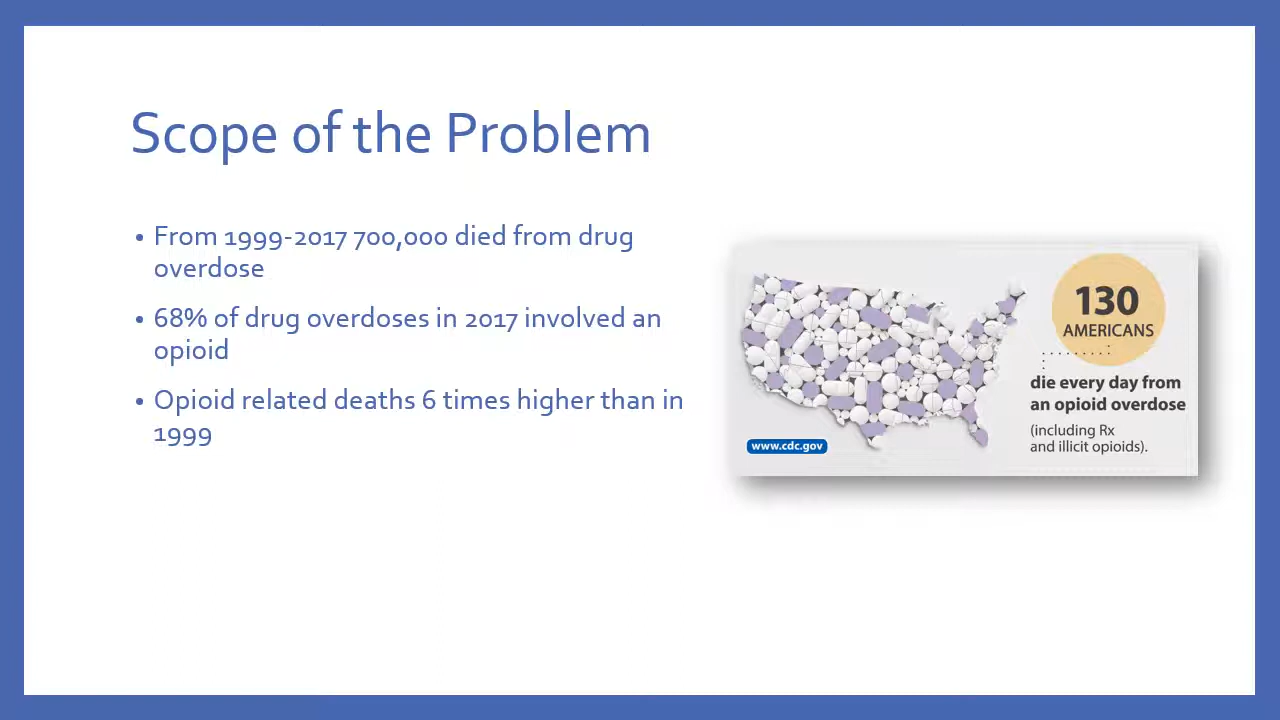 Scope of the Problem
• From 1999-2017 700,000 died from drug
overdose
• 68% of drug overdoses in 2017 involved an
opioid
• Opioid related deaths 6 times higher than in
1999
130
AMERICANS
die every day from
an opioid overdose
(including Rx
and illicit opioids).
www.cdc.gov